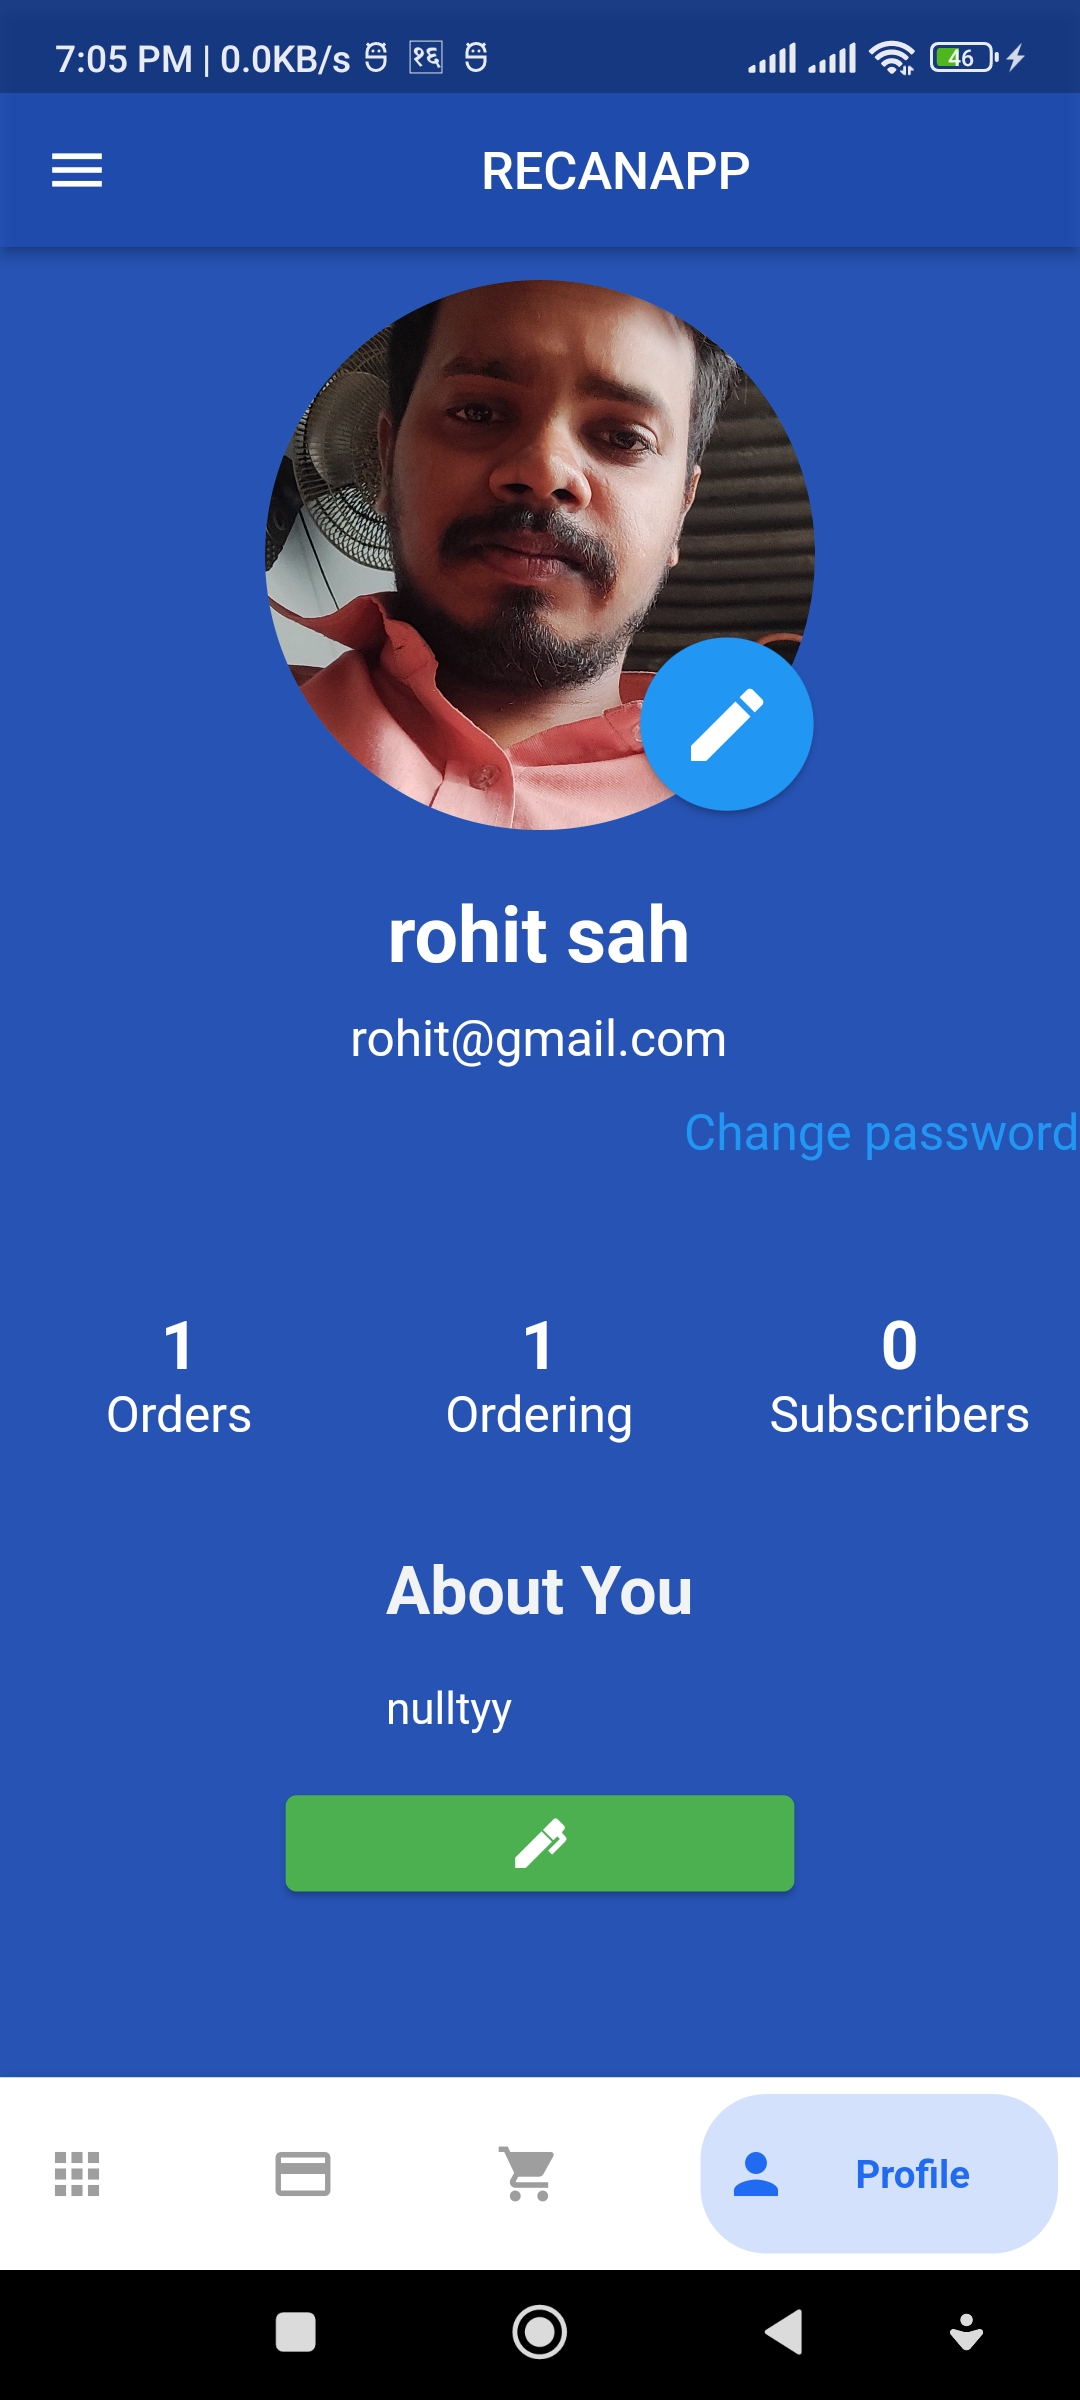 7:05 PM | 0.0KB/s १६ 46
RECANAPP
rohit sah
rohit@gmail.com
Change password
1 1 0
Orders Ordering Subscribers
About You
nulltyy
Profile